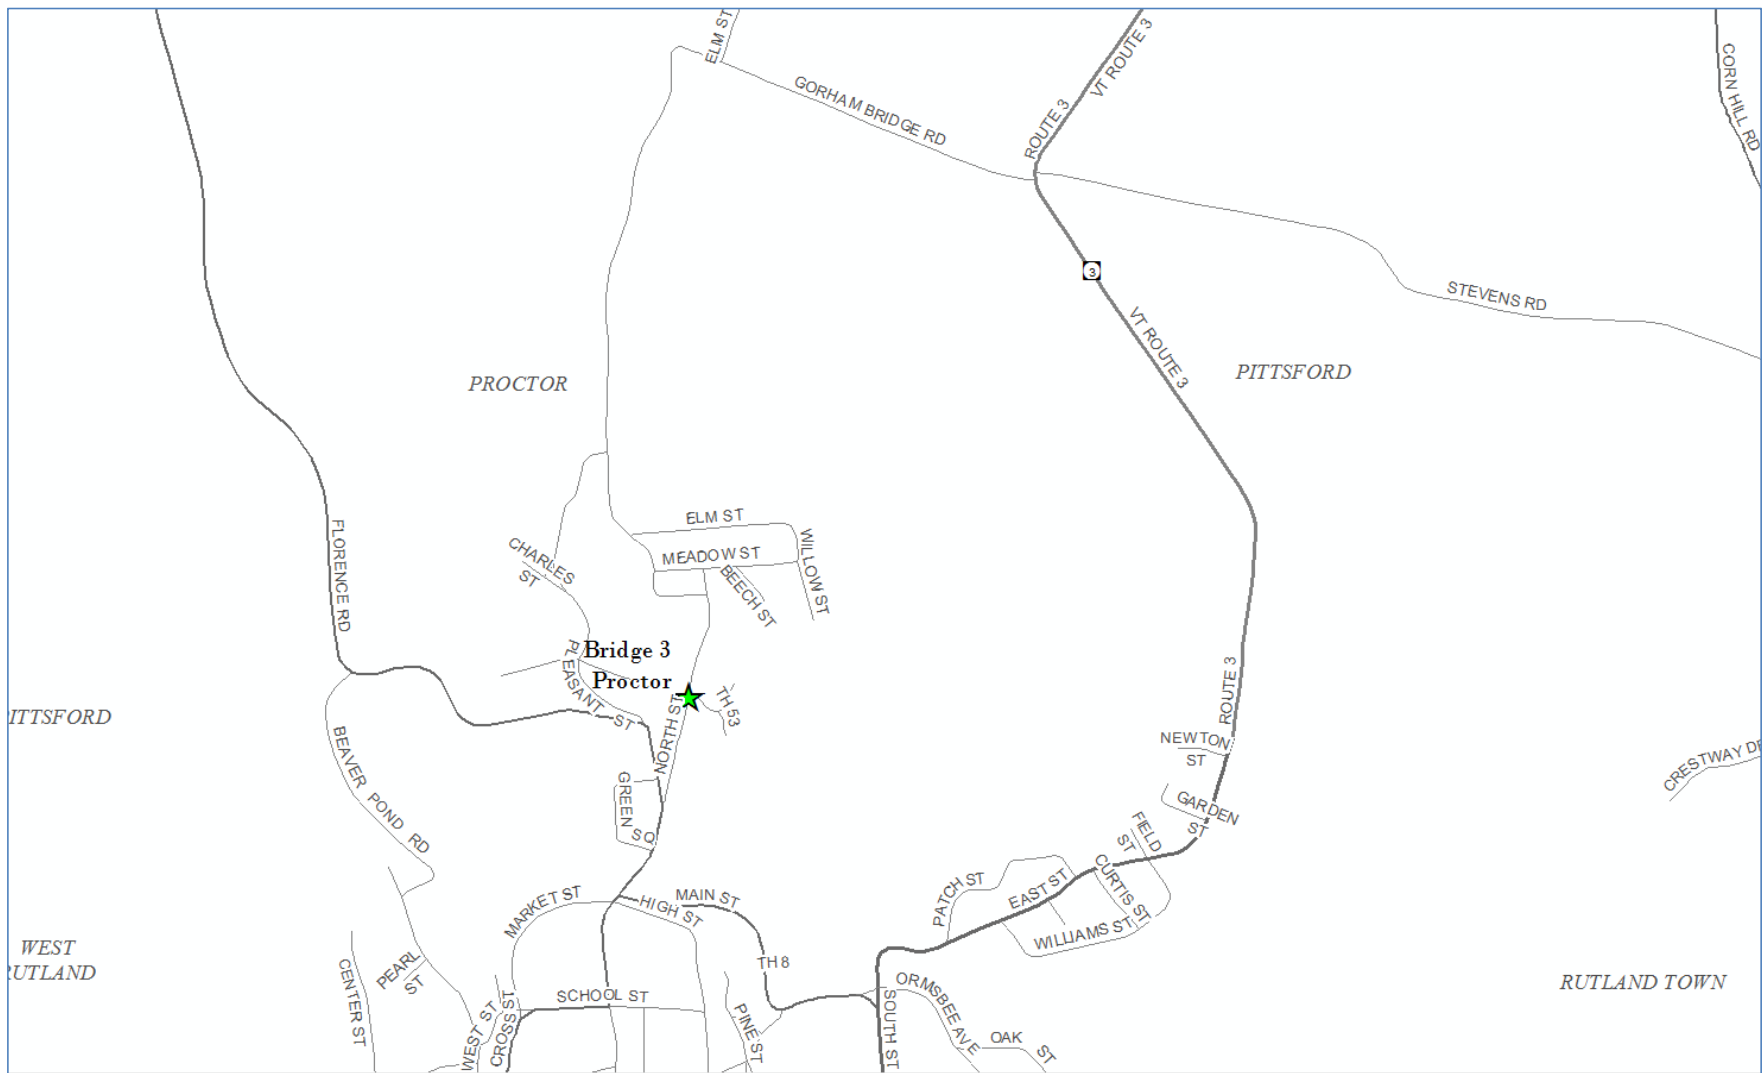 ELM ST
VT ROUTE 3
ROUTE 3
GORHAM BRIDGE RD
CORN HILL RD
3
STEVENS RD
VT ROUTE 3
PROCTOR
PITTSFORD
ELM ST
MEADOW ST
WILLOW ST
BEECH ST
CHARLES
ST
FLORENCE RD
Bridge 3
Proctor
PLEASANT ST
NORTH ST
TH 53
ROUTE 3
ITTSFORD
NEWTON
ST
CRESTWAY DR
BEAVER POND RD
GREEN
SQ
GARDEN
ST
FIELD
ST
CURTIS ST
PATCH ST
EAST ST
WILLIAMS ST
MARKET ST
MAIN ST
HIGH ST
WEST
RUTLAND
PEARL
ST
CENTER ST
TH 8
SCHOOL ST
WEST ST
CROSS ST
PINE ST
SOUTH ST
ORMSBEE AVE
OAK
ST
RUTLAND TOWN